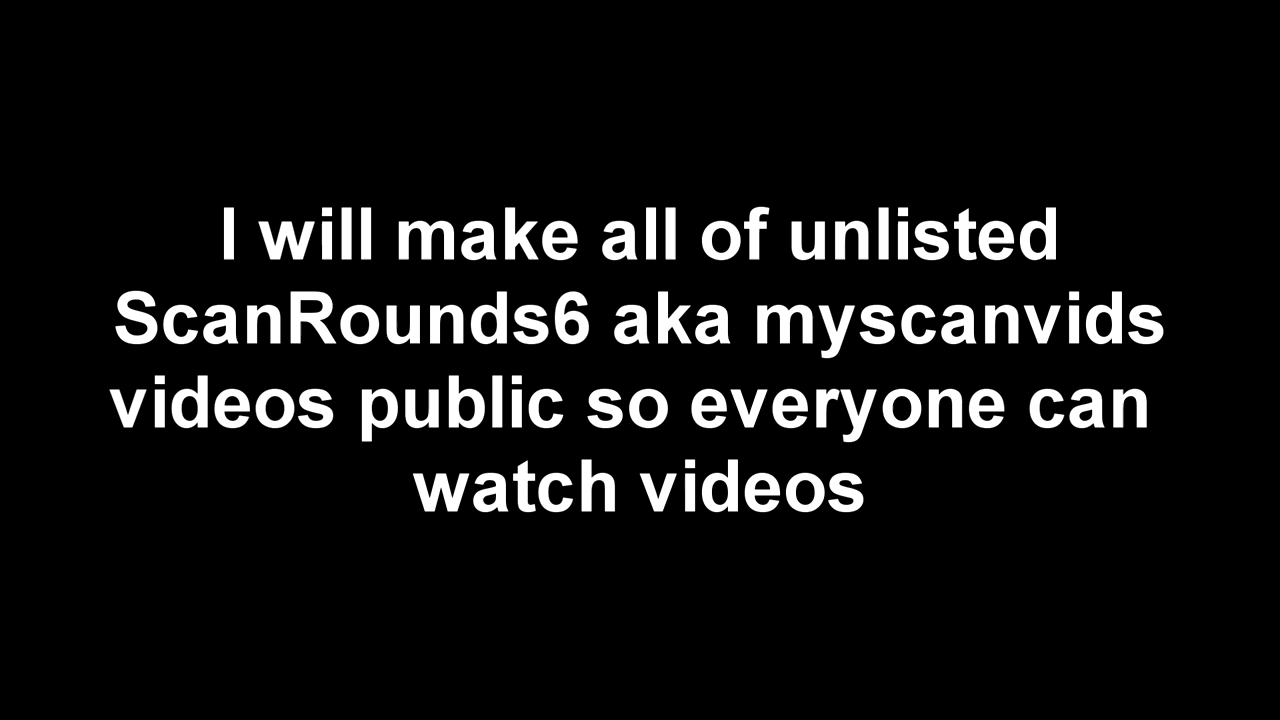 I will make all of unlisted
ScanRounds6 aka myscanvids
videos public so everyone can
watch videos